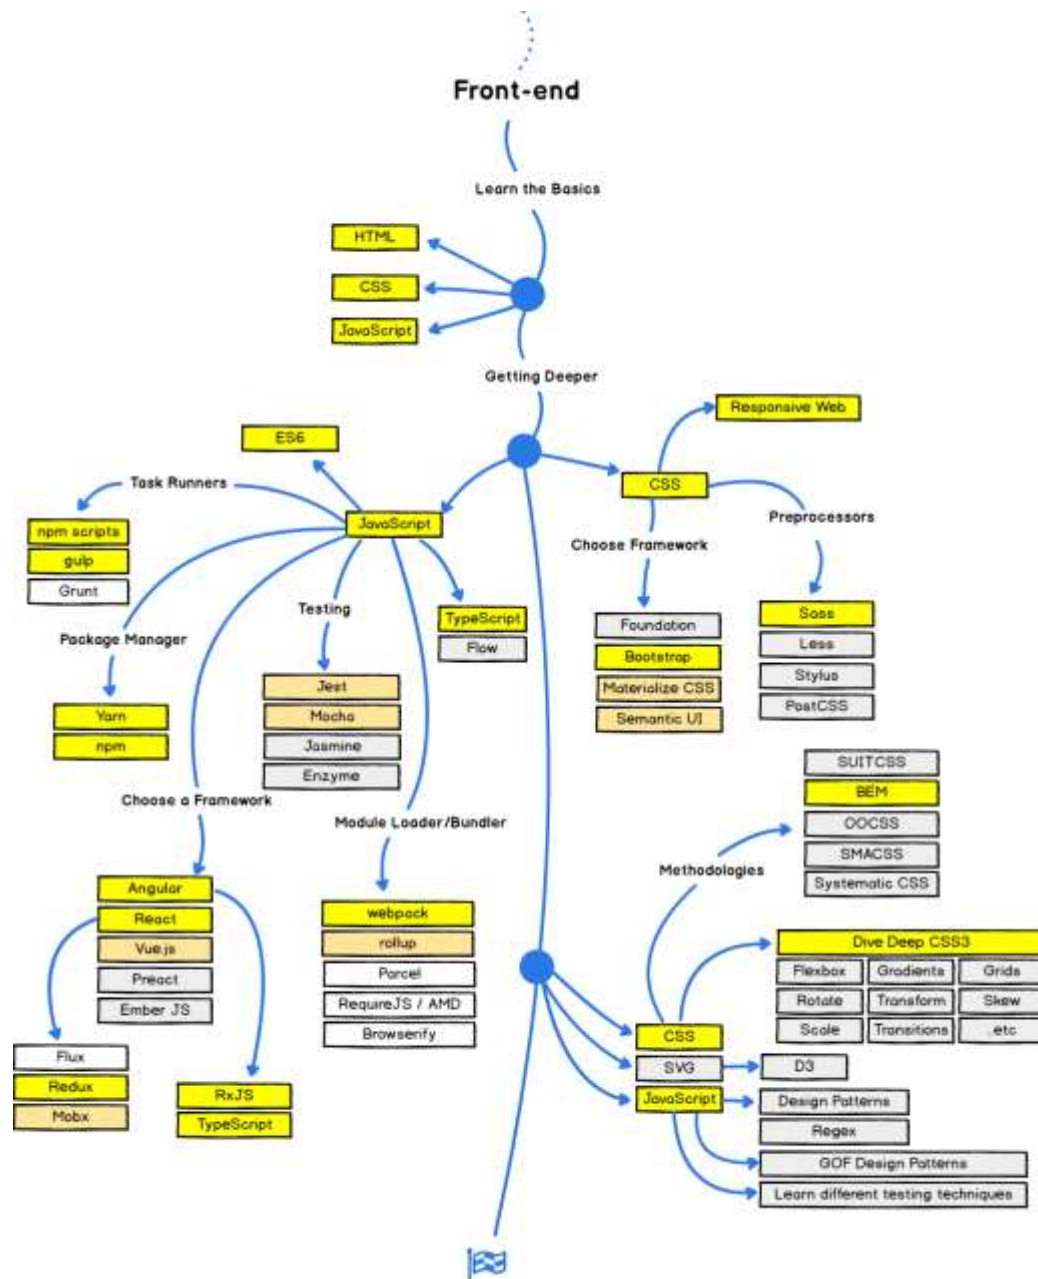 Front-end
Learn the Basics
HTML
CSS
JavaScript
Getting Deeper
Responsive Web
ES6
Task Runners
CSS
JavaScript
Preprocessors
npm scripts
gulp
Grunt
Choose Framework
Testing
TypeScript
Flow
Package Manager
Foundation
Bootstrap
Materialize CSS
Semantic UI
Sass
Less
Stylus
PostCSS
Jest
Mocha
Jasmine
Enzyme
Yarn
npm
Choose a Framework
Module Loader/Bundler
SUITCSS
BEM
OOCSS
SMACSS
Systematic CSS
Methodologies
Angular
React
Vue.js
Preact
Ember JS
webpack
rollup
Parcel
RequireJS / AMD
Browserify
Dive Deep CSS3
Flexbox Gradients Grids
Rotate Transform Skew
Scale Transitions ..etc
Flux
Redux
Mobx
RxJS
TypeScript
CSS
SVG
JavaScript
D3
Design Patterns
Regex
GOF Design Patterns
Learn different testing techniques